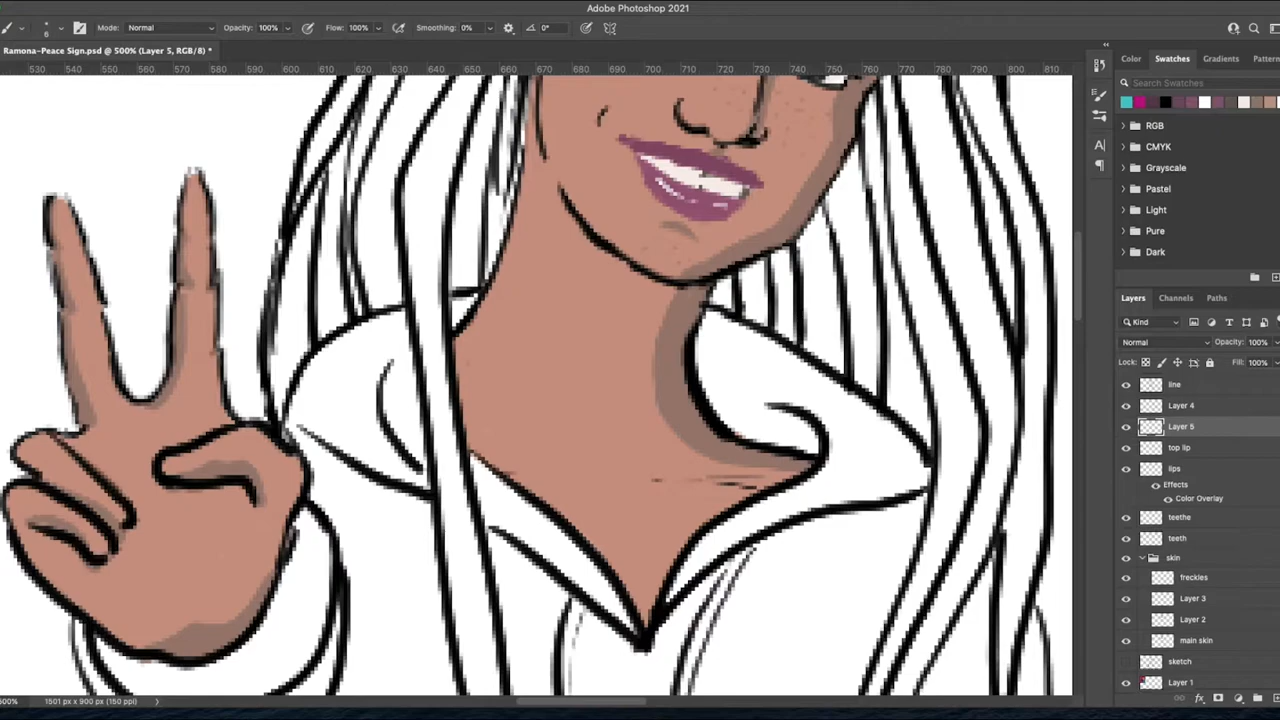 Adobe Photoshop 2021
6 Mode: Normal Opacity: 100% Flow: 100% Smoothing: 0% 0°
Ramona-Peace Sign.psd @ 500% (Layer 5, RGB/8) *
530 540 550 560 570 580 590 600 610 620 630 640 650 660 670 680 690 700 710 720 730 740 750 760 770 780 790 800 810
Color Swatches Gradients Pattern
Search Swatches
RGB
CMYK
Grayscale
Pastel
Light
Pure
Dark
Layers Channels Paths
Kind
Normal Opacity: 100%
Lock: Fill: 100%
line
Layer 4
Layer 5
top lip
lips
Effects
Color Overlay
teethe
teeth
skin
freckles
Layer 3
Layer 2
main skin
sketch
Layer 1
fx
500% 1501 px x 900 px (150 ppi)